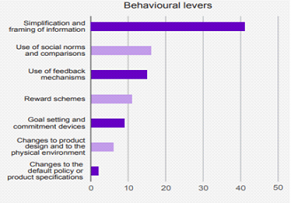 Behavioural levers
Simplification and
framing of information
Use of social norms
and comparisons
Use of feedback
mechanisms
Reward schemes
Goal setting and
commitment devices
Changes to product
design and to the
physical environment
Changes to the
default policy or
product specifications
0 10 20 30 40 50